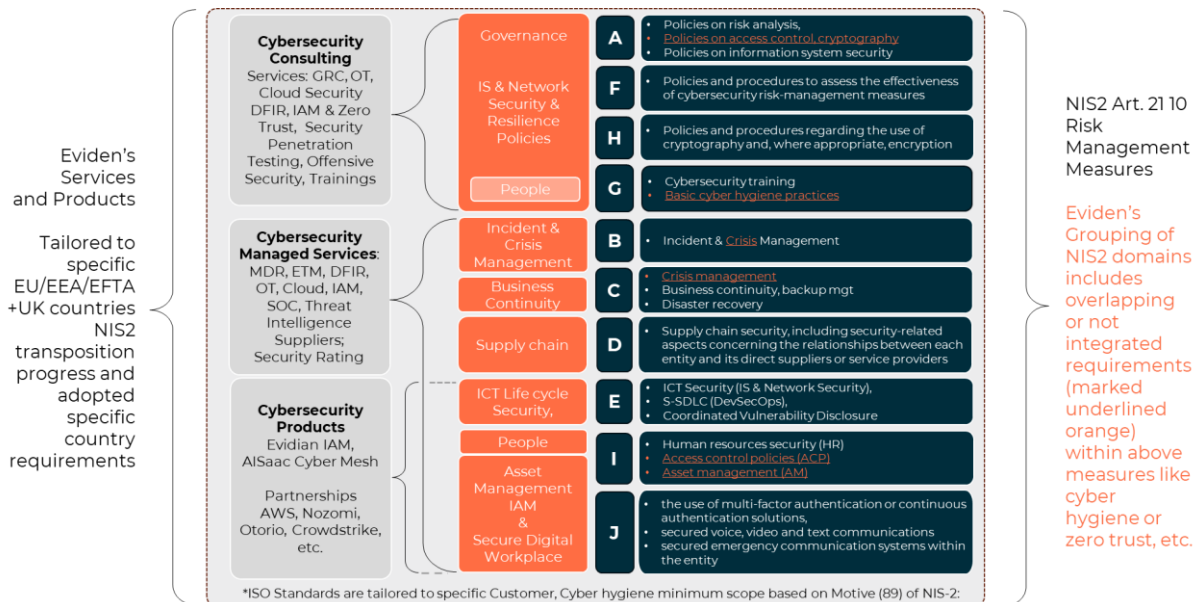 Eviden's
Services
and Products
Tailored to
specific
EU/EEA/EFTA
+UK countries
NIS2
transposition
progress and
adopted
specific
country
requirements
Cybersecurity
Consulting
Services: GRC, OT,
Cloud Security
DFIR, IAM & Zero
Trust, Security
Penetration
Testing, Offensive
Security, Trainings
Cybersecurity
Managed Services:
MDR, ETM, DFIR,
OT, Cloud, IAM,
SOC, Threat
Intelligence
Suppliers;
Security Rating
Cybersecurity
Products
Evidian IAM,
AISaac Cyber Mesh
Partnerships
AWS, Nozomi,
Otorio, Crowdstrike,
etc.
Governance
IS & Network
Security &
Resilience
Policies
People
Incident &
Crisis
Management
Business
Continuity
Supply chain
ICT Life cycle
Security,
People
Asset
Management
IAM
&
Secure Digital
Workplace
A
• Policies on risk analysis,
• Policies on access control, cryptography
• Policies on information system security
F
• Policies and procedures to assess the effectiveness
of cybersecurity risk-management measures
H
• Policies and procedures regarding the use of
cryptography and, where appropriate, encryption
G
• Cybersecurity training
• Basic cyber hygiene practices
B
• Incident & Crisis Management
C
• Crisis management
• Business continuity, backup mgt
• Disaster recovery
D
• Supply chain security, including security-related
aspects concerning the relationships between each
entity and its direct suppliers or service providers
E
• ICT Security (IS & Network Security),
• S-SDLC (DevSecOps),
• Coordinated Vulnerability Disclosure
I
• Human resources security (HR)
• Access control policies (ACP)
• Asset management (AM)
J
• the use of multi-factor authentication or continuous
authentication solutions,
• secured voice, video and text communications
• secured emergency communication systems within
the entity
NIS2 Art. 21 10
Risk
Management
Measures
Eviden's
Grouping of
NIS2 domains
includes
overlapping
or not
integrated
requirements
(marked
underlined
orange)
within above
measures like
cyber
hygiene or
zero trust, etc.
*ISO Standards are tailored to specific Customer, Cyber hygiene minimum scope based on Motive (89) of NIS-2: